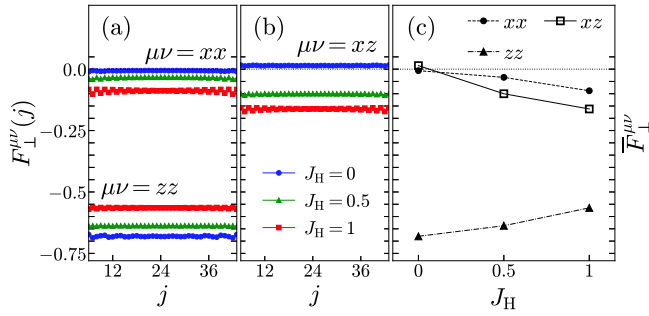 (a)
μν = xx
μν = zz
0.0
−0.25
−0.5
−0.75
F⊥^μν(j)
12 24 36
j
(b)
μν = xz
J_H = 0
J_H = 0.5
J_H = 1
12 24 36
j
(c)
xx xz
zz
0 0.5 1
J_H
F̅⊥^μν